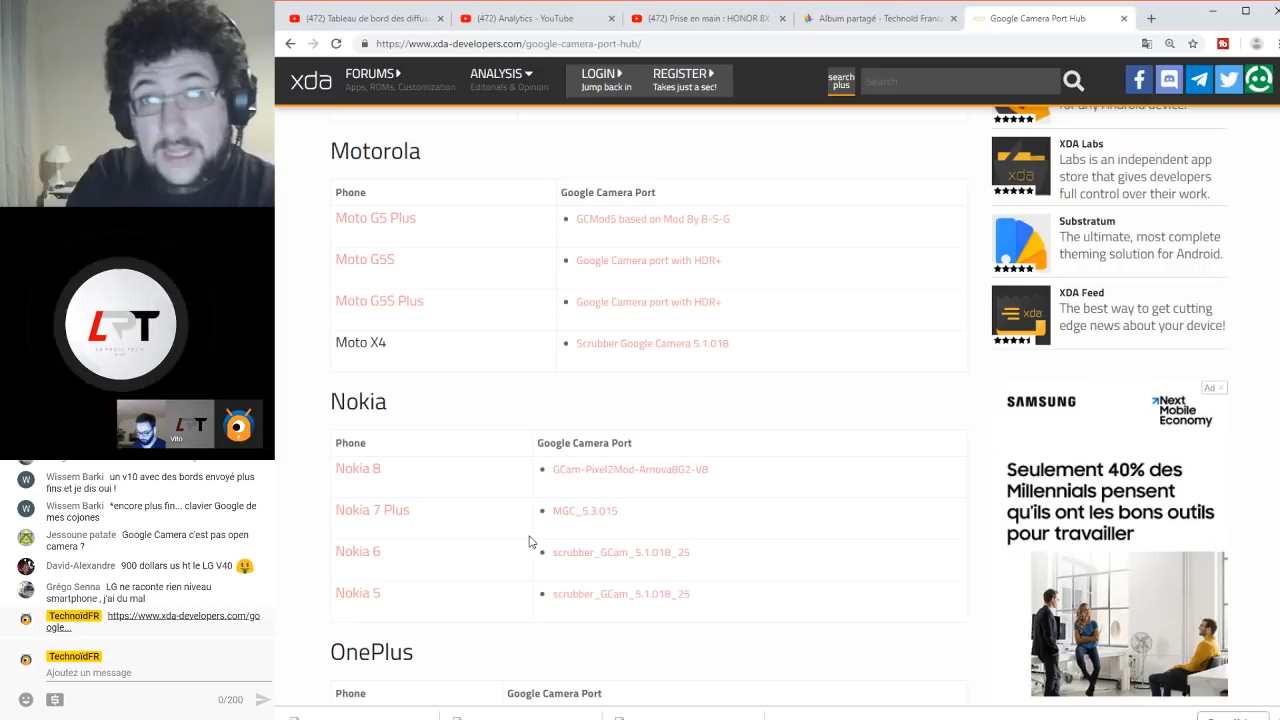 (472) Tableau de bord des diffus
(472) Analytics - YouTube
(472) Prise en main : HONOR 8X
Album partagé - Technoïd Franc
Google Camera Port Hub
https://www.xda-developers.com/google-camera-port-hub/
xda
FORUMS
Apps, ROMs, Customization
ANALYSIS
Editorials & Opinion
LOGIN
Jump back in
REGISTER
Takes just a sec!
search
plus
Search
Motorola
Phone
Google Camera Port
Moto G5 Plus
GCMod5 based on Mod By B-S-G
Moto G5S
Google Camera port with HDR+
Moto G5S Plus
Google Camera port with HDR+
Moto X4
Scrubber Google Camera 5.1.018
Nokia
Phone
Google Camera Port
Nokia 8
GCam-Pixel2Mod-Arnova8G2-V8
Nokia 7 Plus
MGC_5.3.015
Nokia 6
scrubber_GCam_5.1.018_25
Nokia 5
scrubber_GCam_5.1.018_25
OnePlus
Phone
Google Camera Port
for any Android device!
XDA Labs
Labs is an independent app
store that gives developers
full control over their work.
Substratum
The ultimate, most complete
theming solution for Android.
XDA Feed
The best way to get cutting
edge news about your device!
Ad
SAMSUNG
Next
Mobile
Economy
Seulement 40% des
Millennials pensent
qu'ils ont les bons outils
pour travailler
LRT
LRT
Vito
Wissem Barki un v10 avec des bords envoyé plus
fins et je dis oui !
Wissem Barki *encore plus fin... clavier Google de
mes cojones
Jessoune patate Google Camera c'est pas open
camera ?
David-Alexandre 900 dollars us ht le LG V40
Grégo Senna LG ne raconte rien niveau
smartphone , j'ai du mal
TechnoïdFR https://www.xda-developers.com/go
ogle...
TechnoïdFR
Ajoutez un message
0/200